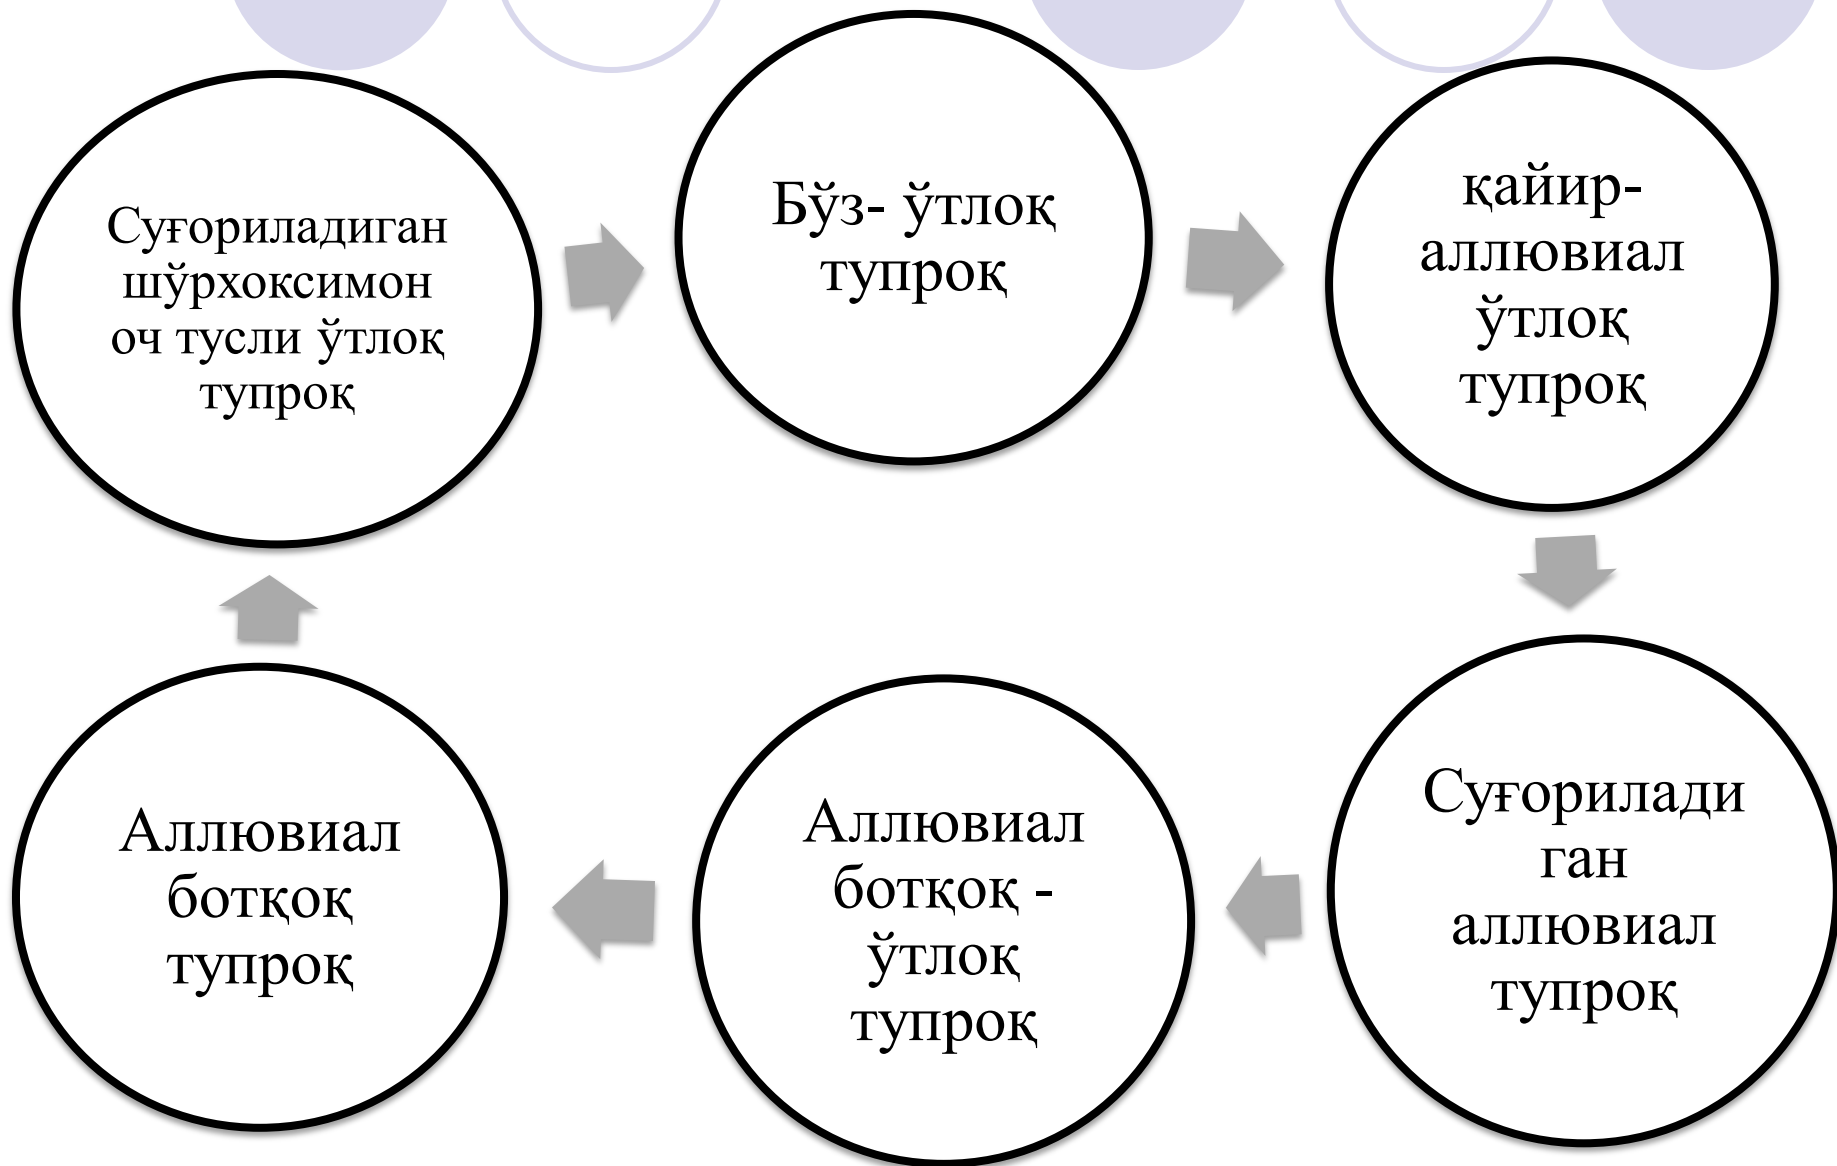 Суғориладиган
шўрхоксимон
оч тусли ўтлоқ
тупроқ
Бўз- ўтлоқ
тупроқ
қайир-
аллювиал
ўтлоқ
тупроқ
Суғорилади
ган
аллювиал
тупроқ
Аллювиал
ботқоқ -
ўтлоқ
тупроқ
Аллювиал
ботқоқ
тупроқ